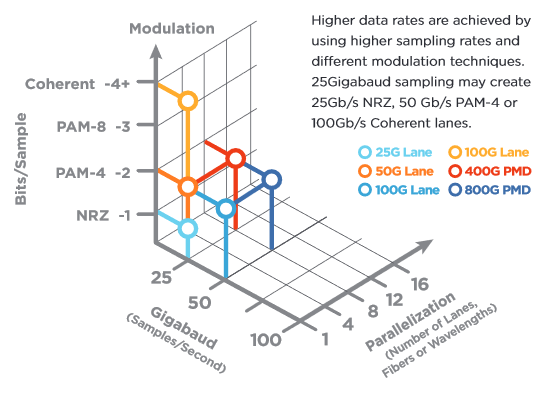 Modulation
Higher data rates are achieved by
using higher sampling rates and
different modulation techniques.
25Gigabaud sampling may create
25Gb/s NRZ, 50 Gb/s PAM-4 or
100Gb/s Coherent lanes.
25G Lane
100G Lane
50G Lane
400G PMD
100G Lane
800G PMD
Bits/Sample
Coherent -4+
PAM-8 -3
PAM-4 -2
NRZ -1
25
50
100
Gigabaud
(Samples/Second)
1
4
8
12
16
Parallelization
(Number of Lanes,
Fibers or Wavelengths)